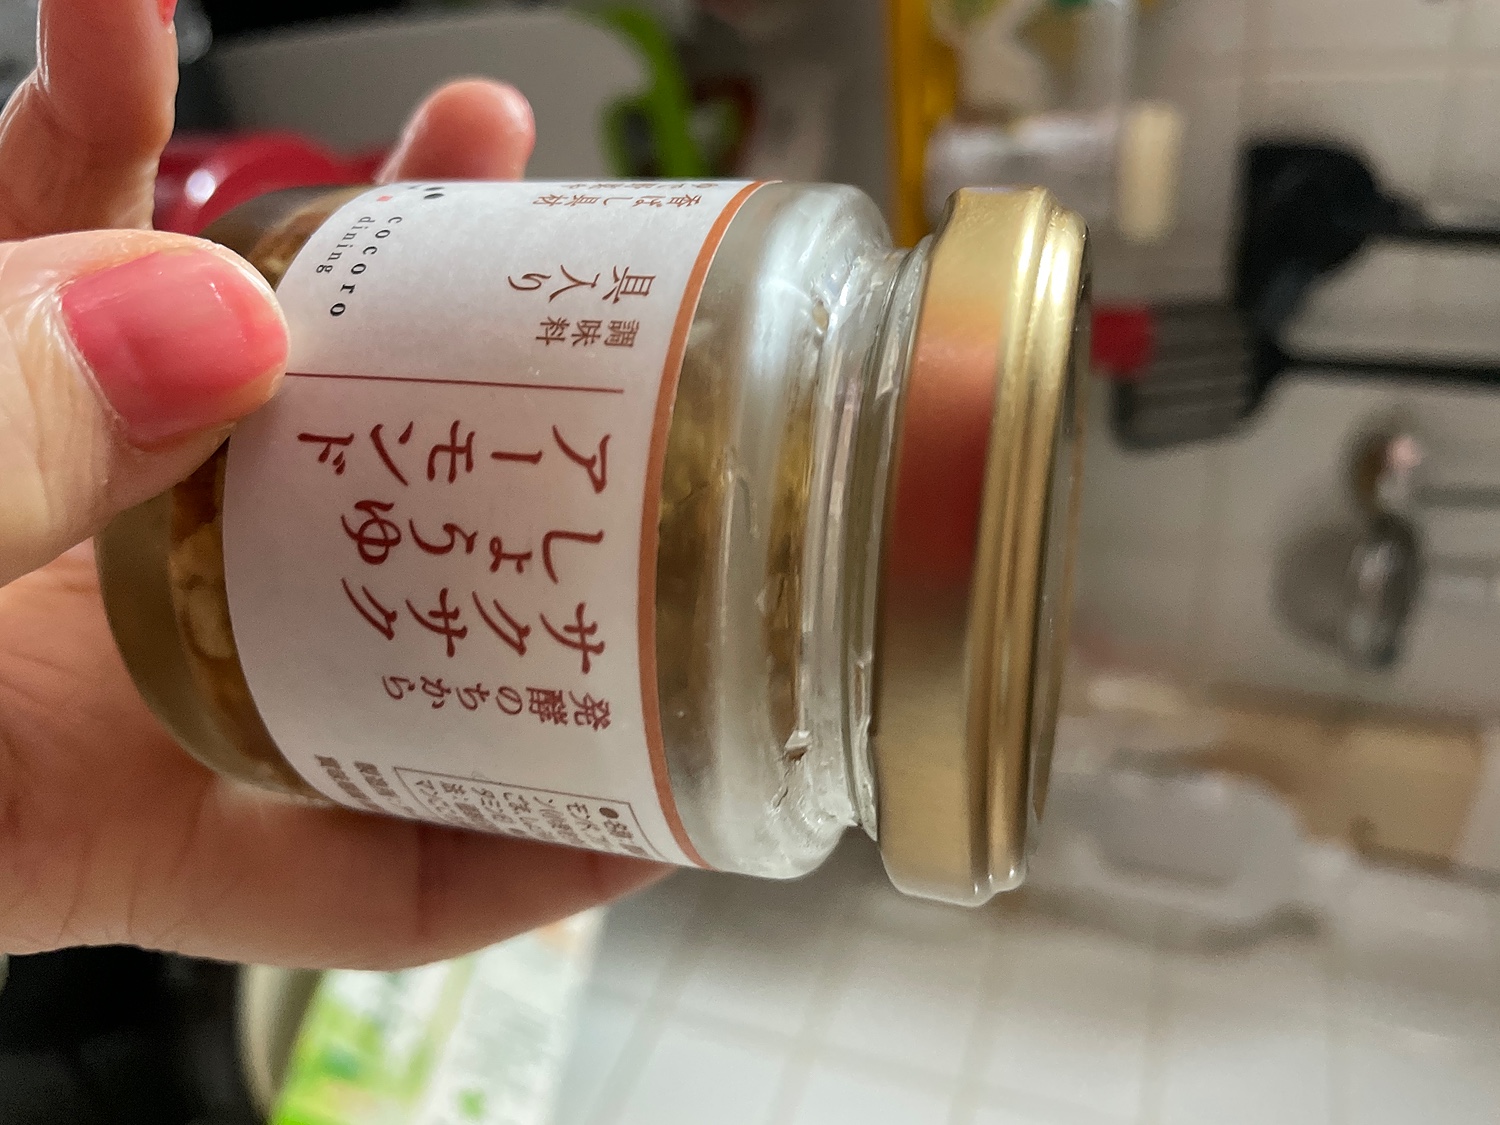 香ばし具材
具入り
調味料
アーモンド
しょうゆ
サクサク
発酵のちから
cocoro
dining